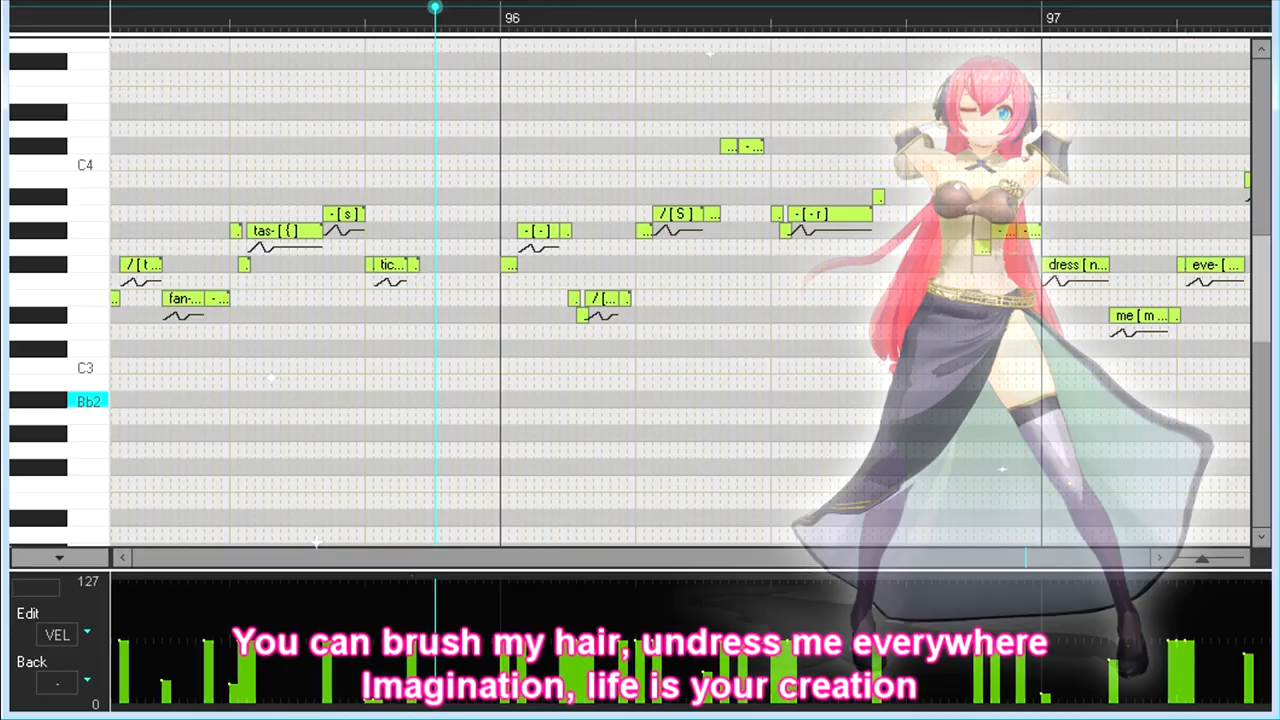 96
97
C4
- [ s ]
/ [ S ]
...
... - ...
- [ - r ]
tas- [ { ]
- [ - ]
/ [ t ...
tic...
...
dress [ n...
eve- [ ...
fan-... - ...
/ [...
me [ m ...
C3
Bb2
127
Edit
VEL
Back
-
0
You can brush my hair, undress me everywhere
Imagination, life is your creation